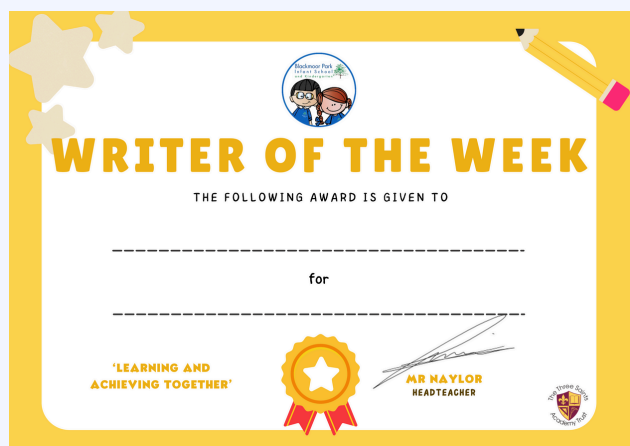 Blackmoor Park
Infant School
and Kindergarten
WRITER OF THE WEEK
THE FOLLOWING AWARD IS GIVEN TO
for
'LEARNING AND
ACHIEVING TOGETHER'
MR NAYLOR
HEADTEACHER
The Three Saints
Academy Trust